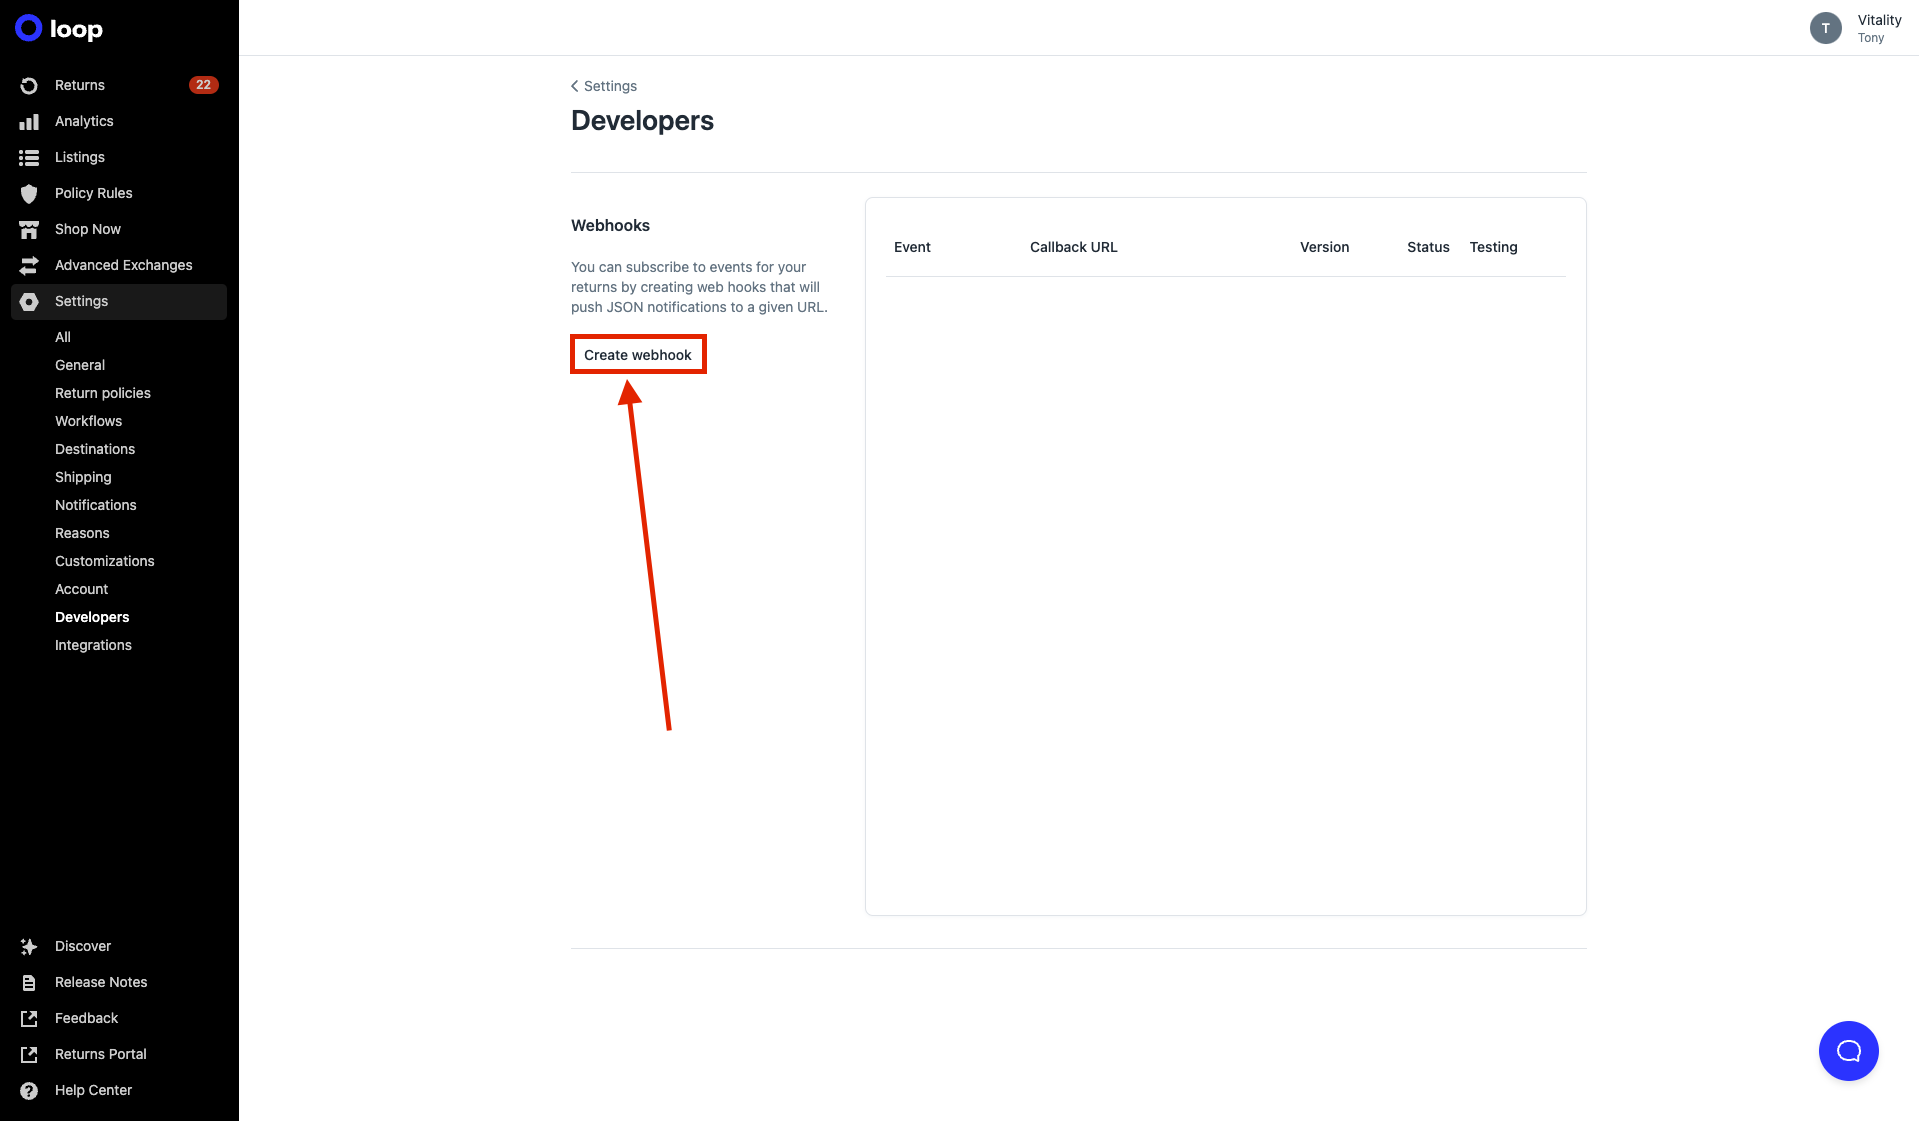 loop
Returns 22
Analytics
Listings
Policy Rules
Shop Now
Advanced Exchanges
Settings
All
General
Return policies
Workflows
Destinations
Shipping
Notifications
Reasons
Customizations
Account
Developers
Integrations
Discover
Release Notes
Feedback
Returns Portal
Help Center
T
Vitality
Tony
Settings
Developers
Webhooks
You can subscribe to events for your
returns by creating web hooks that will
push JSON notifications to a given URL.
Create webhook
Event Callback URL Version Status Testing